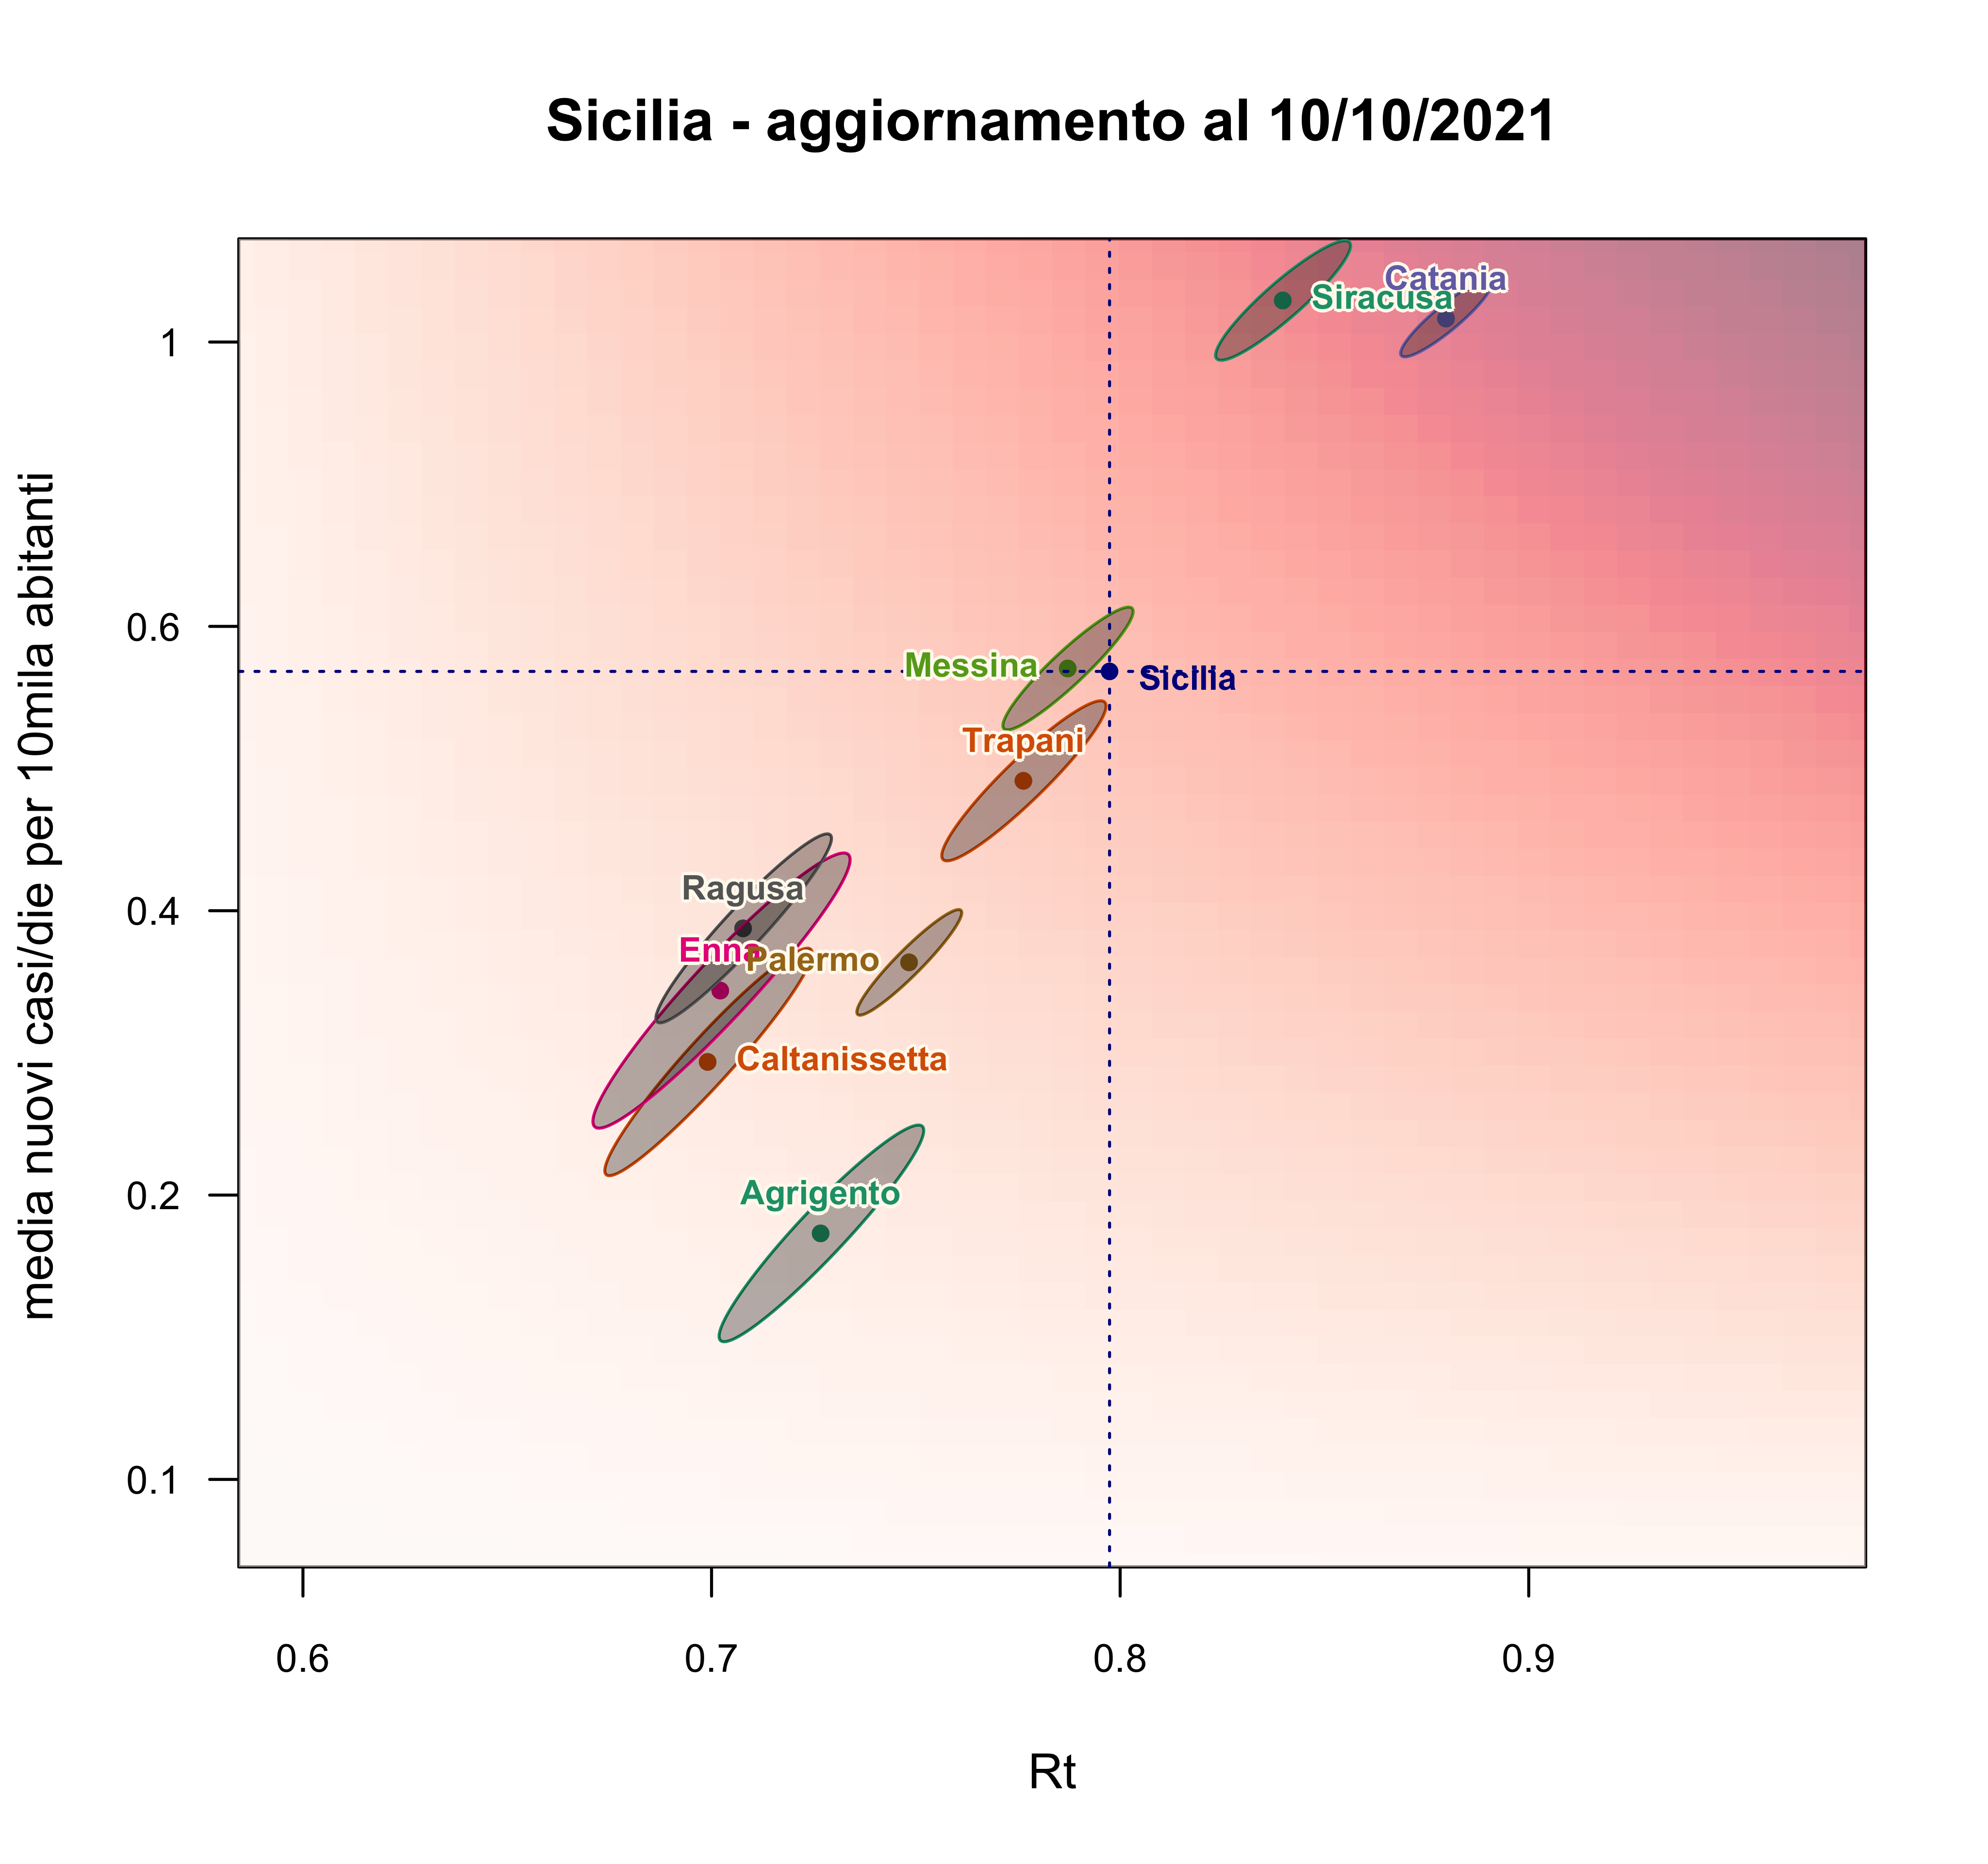 Sicilia - aggiornamento al 10/10/2021
media nuovi casi/die per 10mila abitanti
1
0.6
0.4
0.2
0.1
Catania
Siracusa
Messina
Sicilia
Trapani
Ragusa
Enna
Palermo
Caltanissetta
Agrigento
0.6 0.7 0.8 0.9
Rt